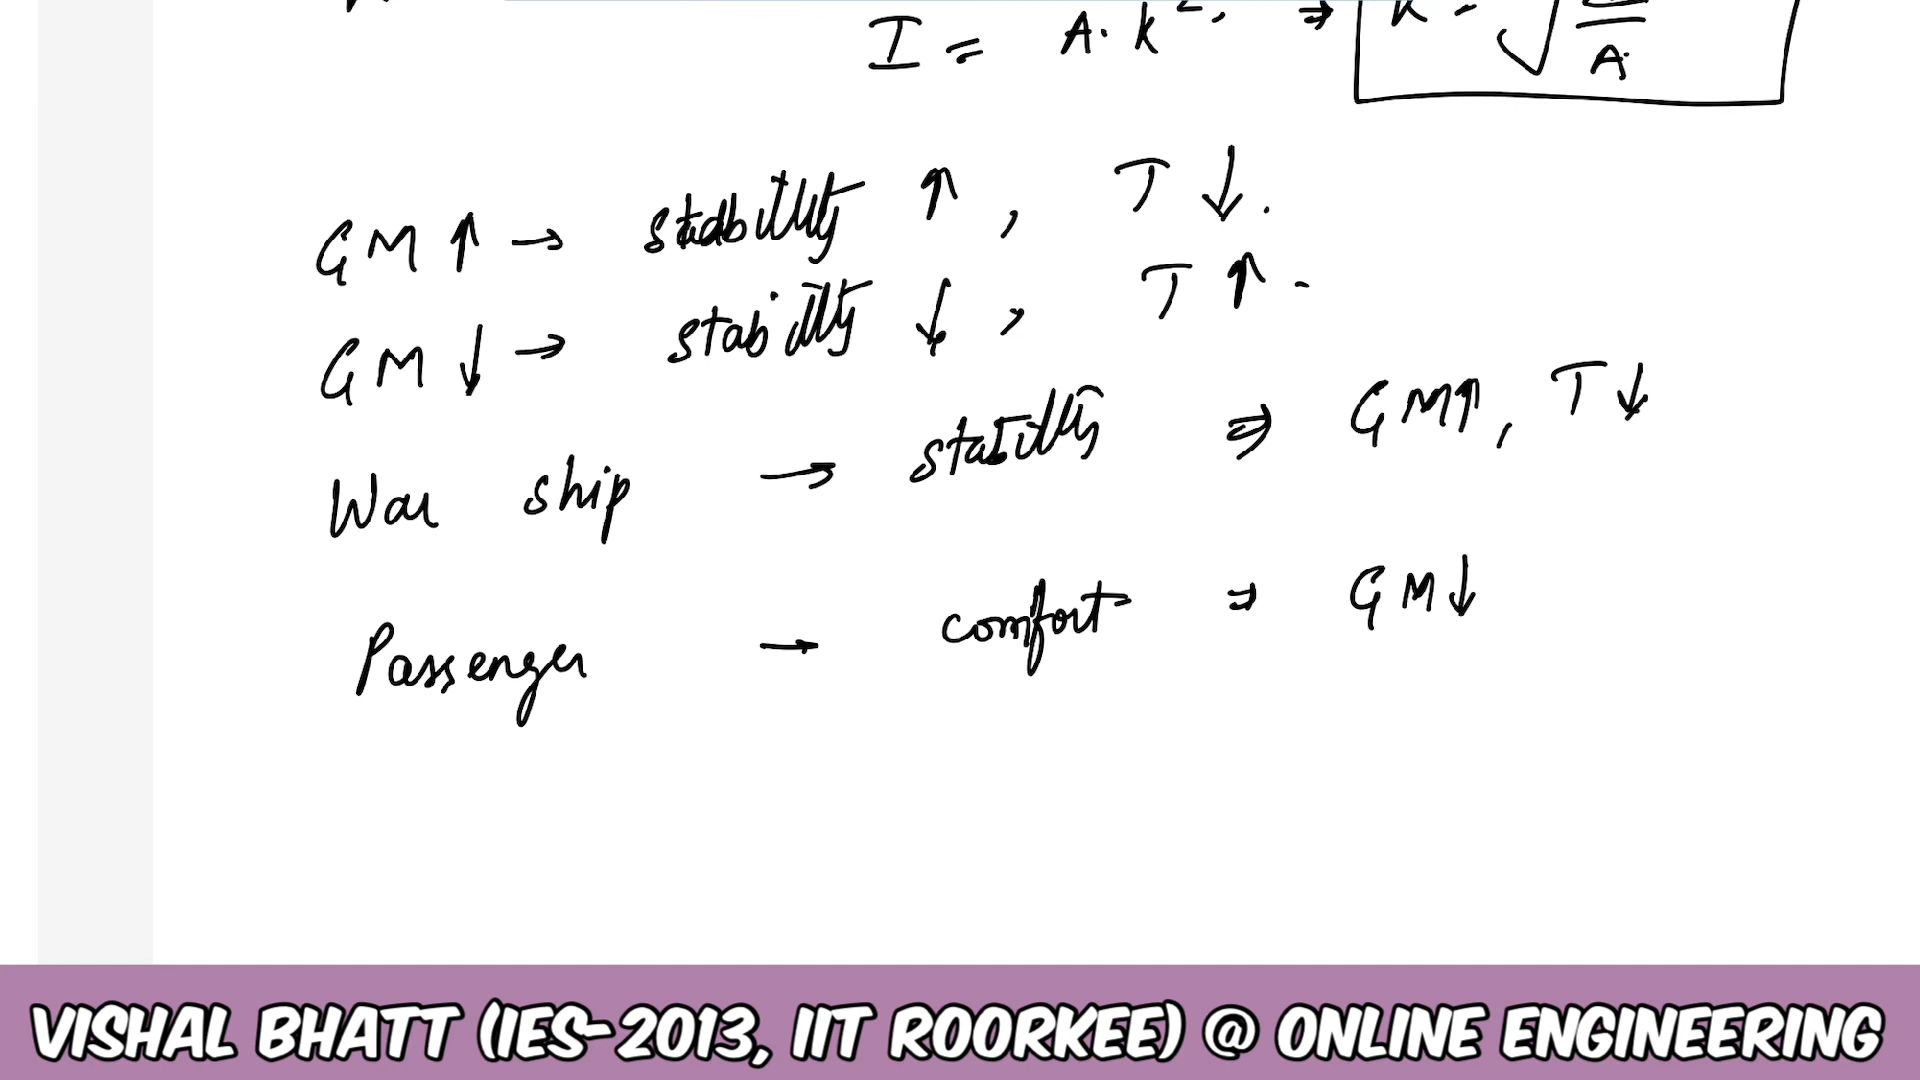 I = A. k², ⇒ k = √ A
GM ↑ → stability ↑ , T ↓.
GM ↓ → stability ↓ , T ↑ .
War ship → stability ⇒ GM↑, T↓
Passenger → comfort ⇒ GM↓
VISHAL BHATT (IES-2013, IIT ROORKEE) @ ONLINE ENGINEERING